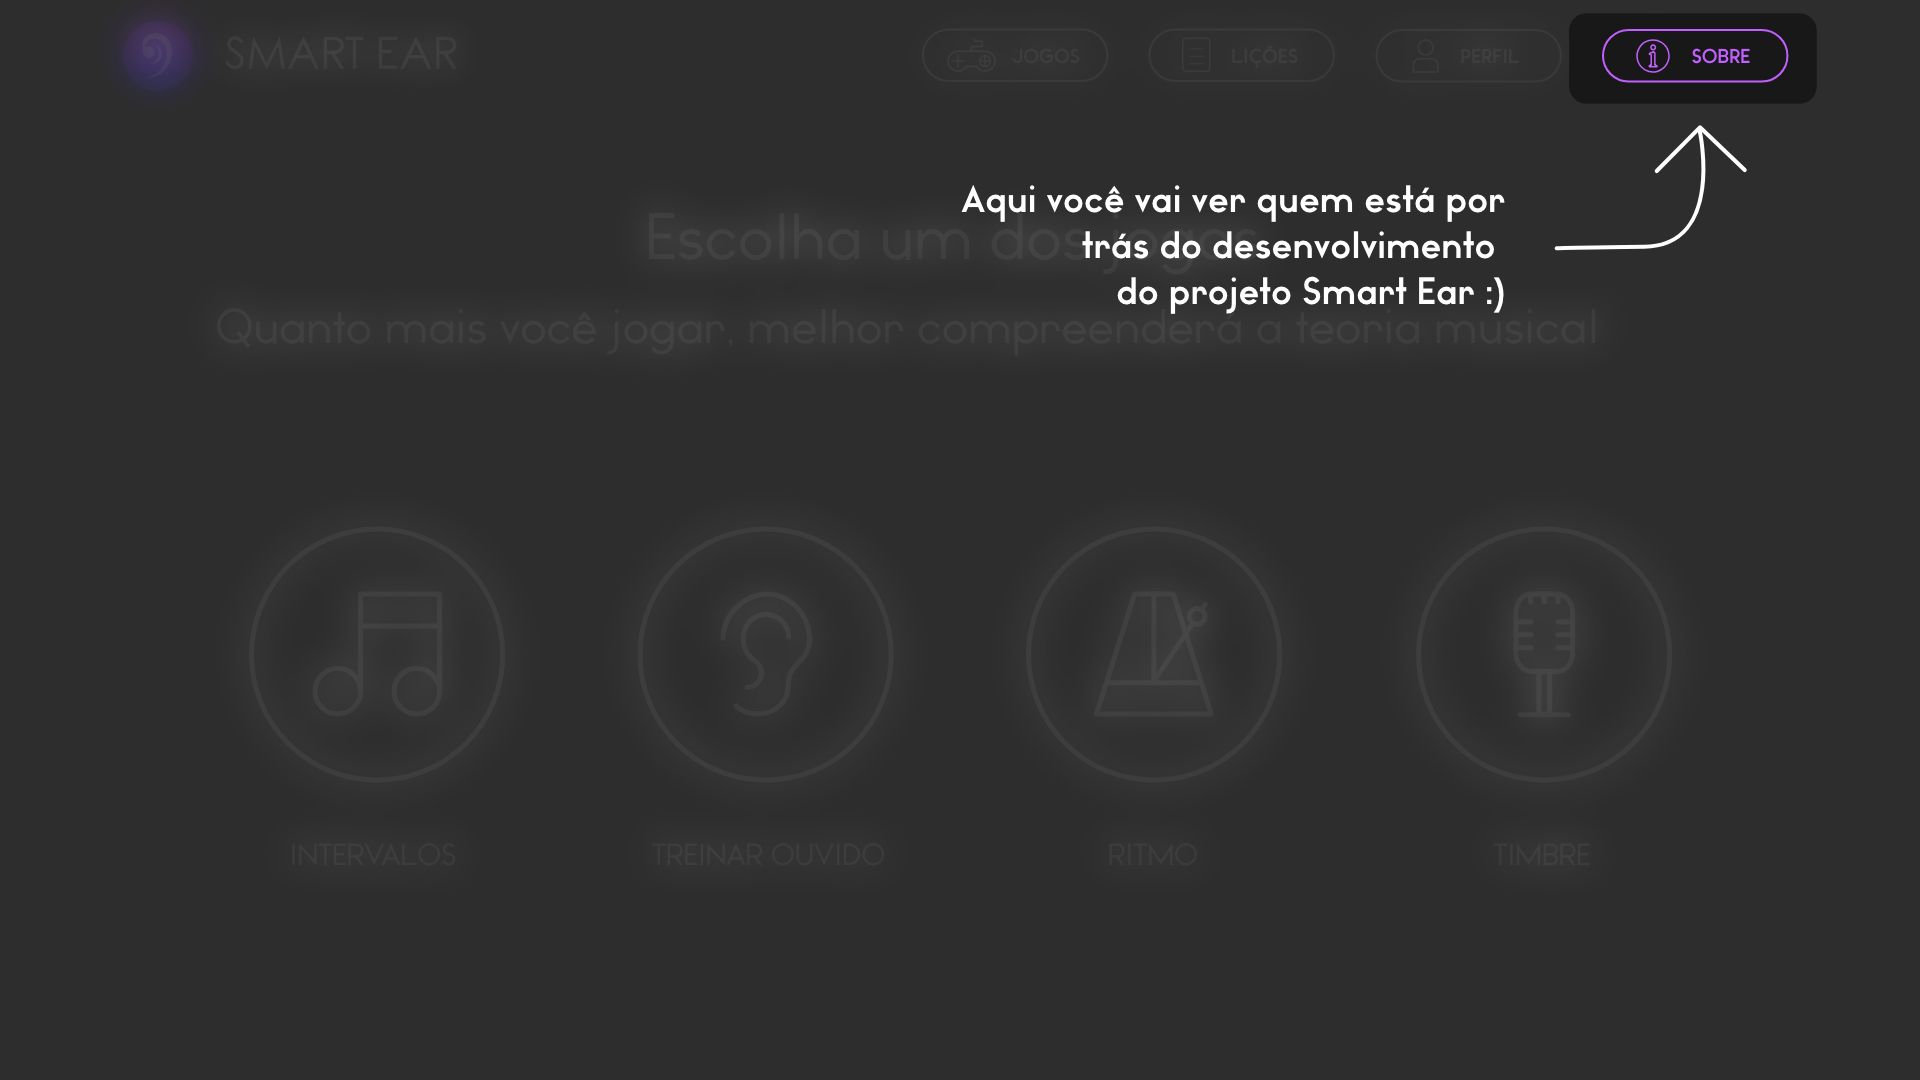 SMART EAR
JOGOS
LIÇÕES
PERFIL
SOBRE
Aqui você vai ver quem está por
trás do desenvolvimento
do projeto Smart Ear :)
Escolha um dos jogos
Quanto mais você jogar, melhor compreenderá a teoria musical
INTERVALOS
TREINAR OUVIDO
RITMO
TIMBRE